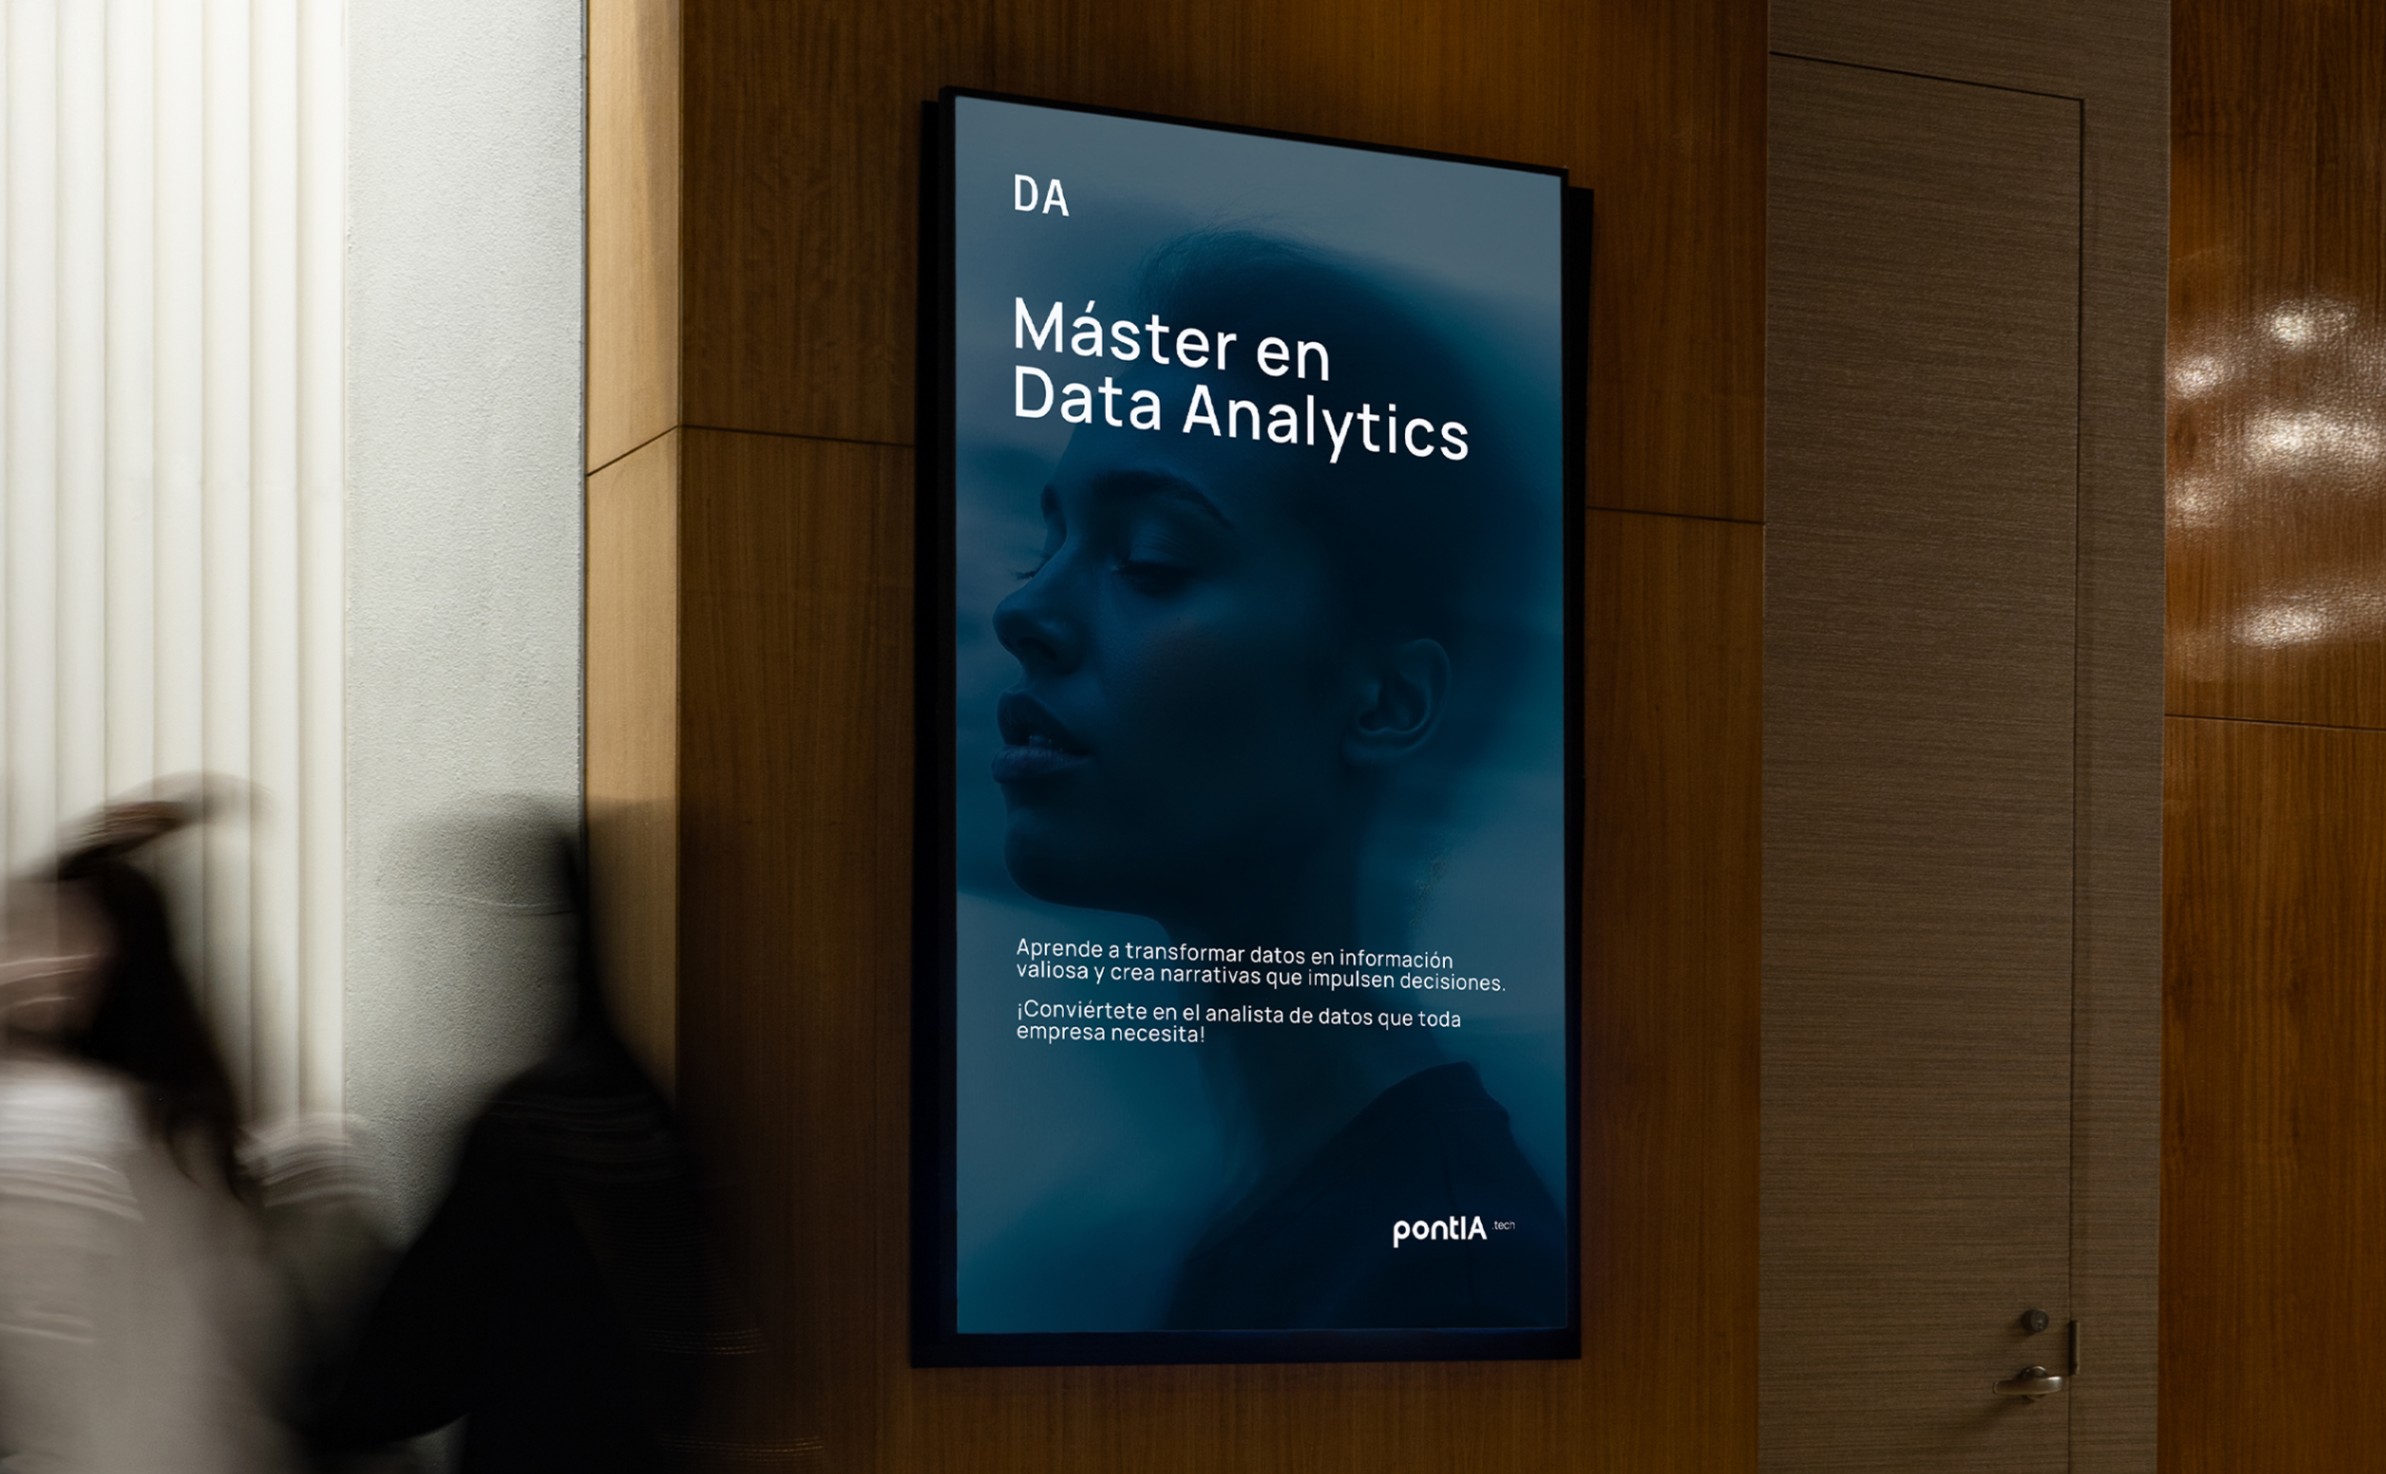 DA
Máster en
Data Analytics
Aprende a transformar datos en información
valiosa y crea narrativas que impulsen decisiones.
¡Conviértete en el analista de datos que toda
empresa necesita!
pontIA .tech